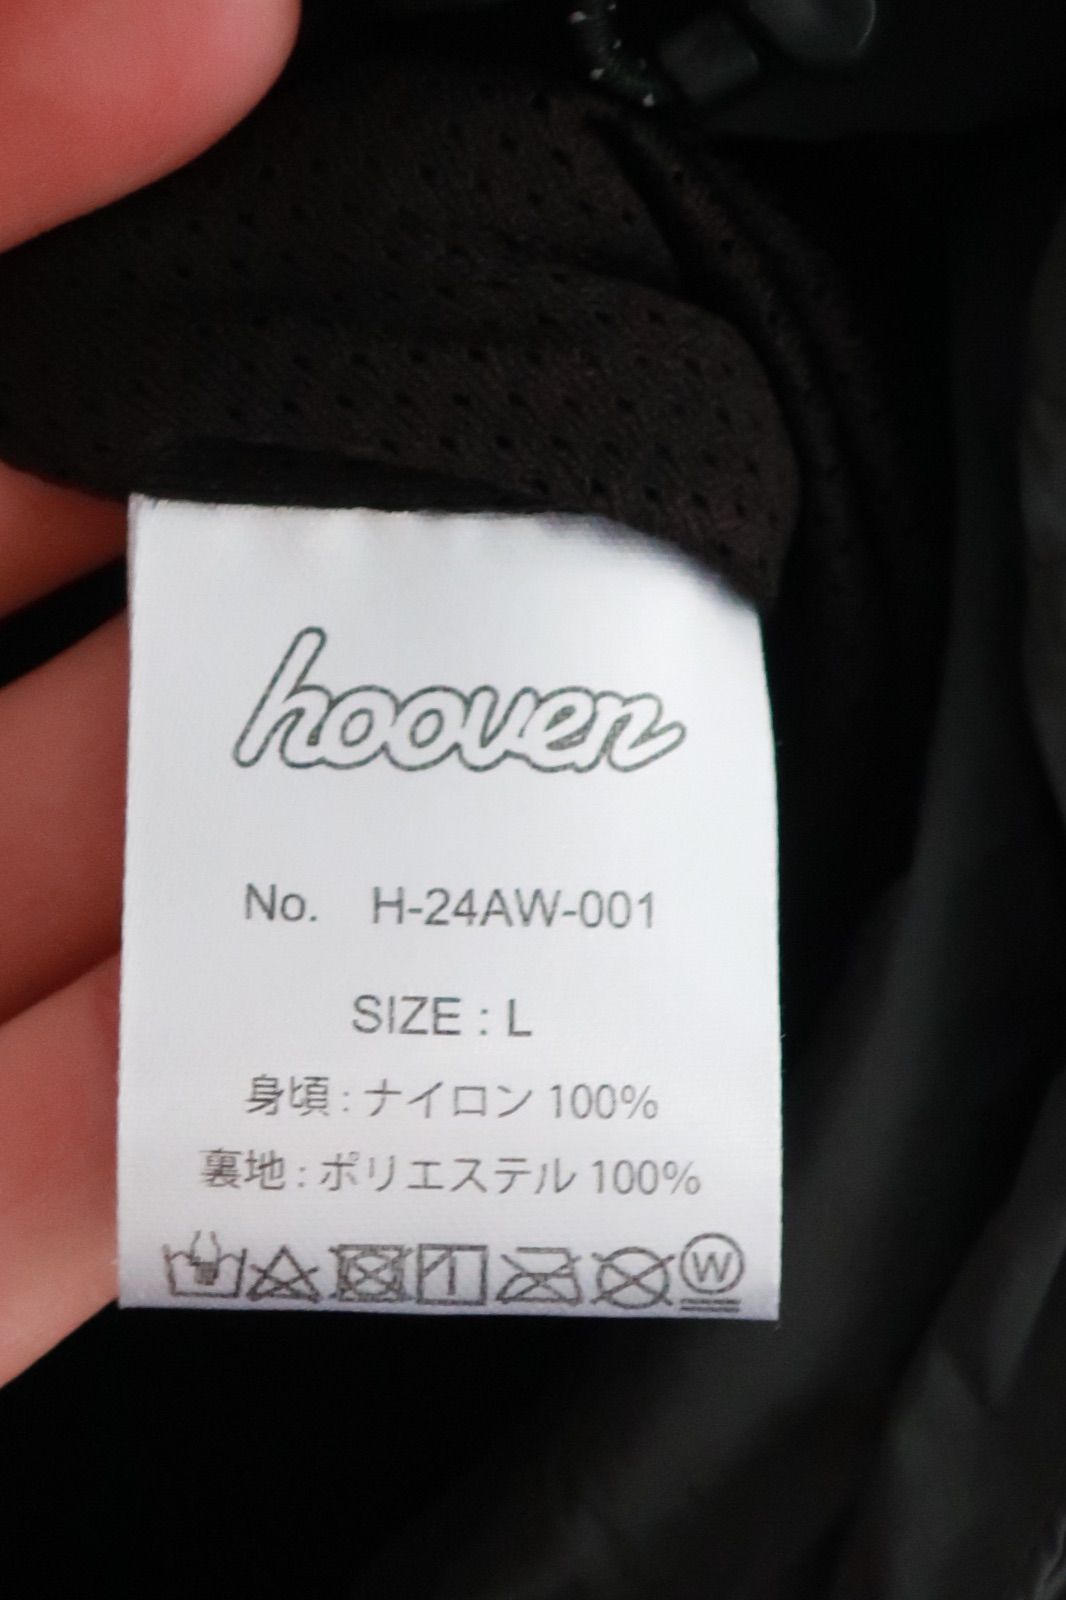 hooven
No. H-24AW-001
SIZE : L
身頃 : ナイロン 100%
裏地 : ポリエステル 100%
W